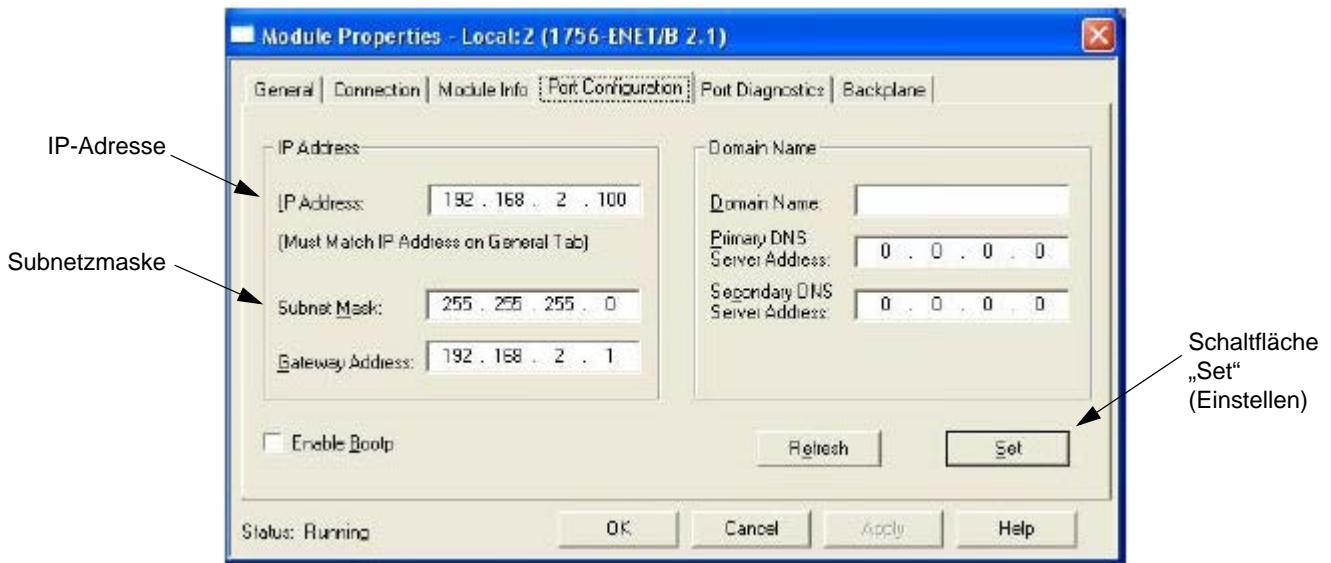 Module Properties - Local:2 (1756-ENET/B 2.1)
General
Connection
Module Info
Port Configuration
Port Diagnostics
Backplane
IP-Adresse
IP Address
IP Address: 192 . 168 . 2 . 100
(Must Match IP Address on General Tab)
Subnetzmaske
Subnet Mask: 255 . 255 . 255 . 0
Gateway Address: 192 . 168 . 2 . 1
Domain Name
Domain Name:
Primary DNS
Server Address: 0 . 0 . 0 . 0
Secondary DNS
Server Address: 0 . 0 . 0 . 0
Schaltfläche
„Set“
(Einstellen)
Enable Bootp
Refresh
Set
Status: Running
OK
Cancel
Apply
Help